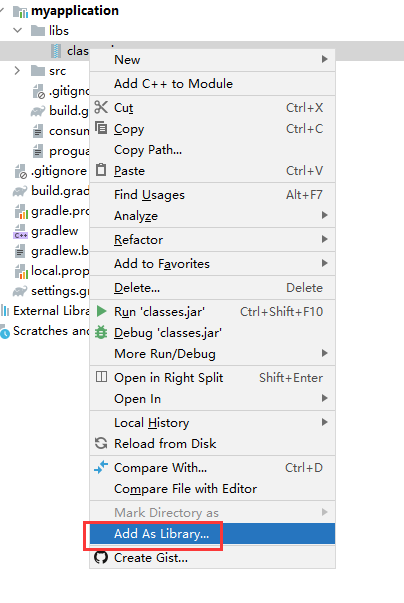 myapplication
libs
New
src
Add C++ to Module
.gitignore
Cut Ctrl+X
build.g
Copy Ctrl+C
consum
Copy Path...
progua
Paste Ctrl+V
.gitignore
Find Usages Alt+F7
build.grad
Analyze
gradle.pro
gradlew
Refactor
gradlew.b
Add to Favorites
local.prop
Delete... Delete
settings.gr
Run 'classes.jar' Ctrl+Shift+F10
External Libra
Debug 'classes.jar'
Scratches and
More Run/Debug
Open in Right Split Shift+Enter
Open In
Local History
Reload from Disk
Compare With... Ctrl+D
Compare File with Editor
Mark Directory as
Add As Library...
Create Gist...